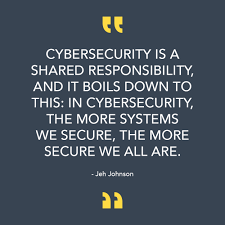 “
CYBERSECURITY IS A
SHARED RESPONSIBILITY,
AND IT BOILS DOWN TO
THIS: IN CYBERSECURITY,
THE MORE SYSTEMS
WE SECURE, THE MORE
SECURE WE ALL ARE.
- Jeh Johnson
”